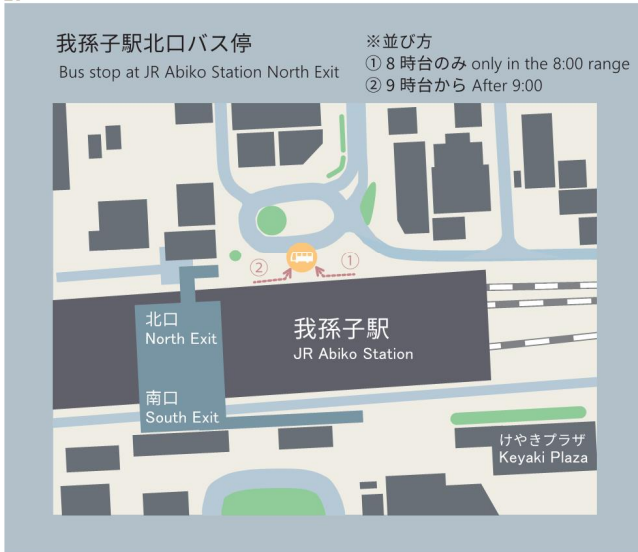 我孫子駅北口バス停
Bus stop at JR Abiko Station North Exit
※並び方
① 8 時台のみ only in the 8:00 range
② 9 時台から After 9:00
②
①
北口
North Exit
我孫子駅
JR Abiko Station
南口
South Exit
けやきプラザ
Keyaki Plaza